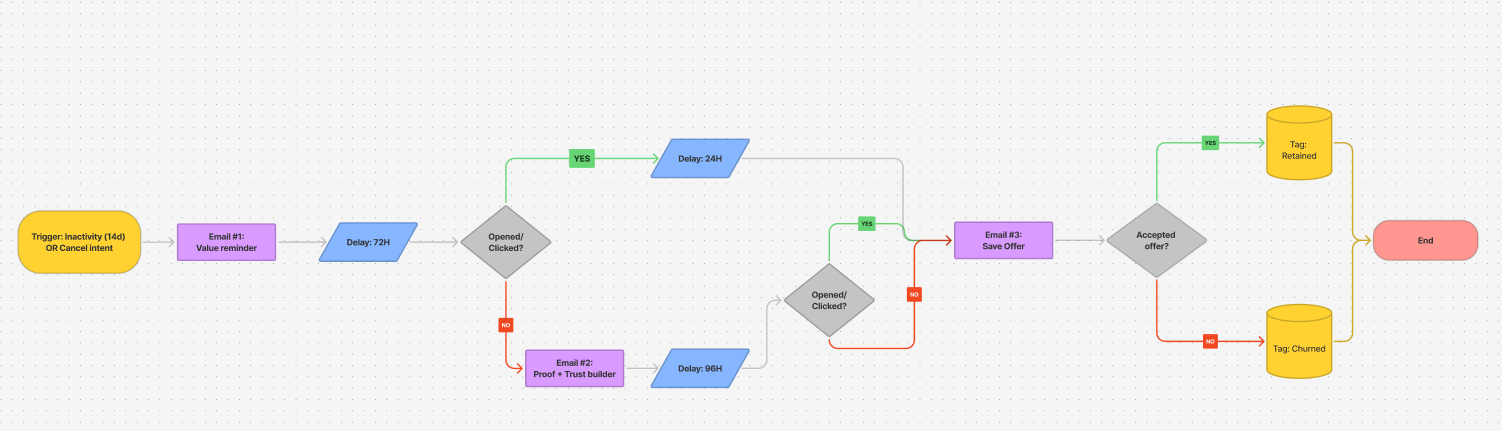 Trigger: Inactivity (14d)
OR Cancel intent
Email #1:
Value reminder
Delay: 72H
Opened/
Clicked?
YES
Delay: 24H
NO
Email #2:
Proof + Trust builder
Delay: 96H
Opened/
Clicked?
YES
NO
Email #3:
Save Offer
Accepted
offer?
YES
Tag:
Retained
NO
Tag: Churned
End